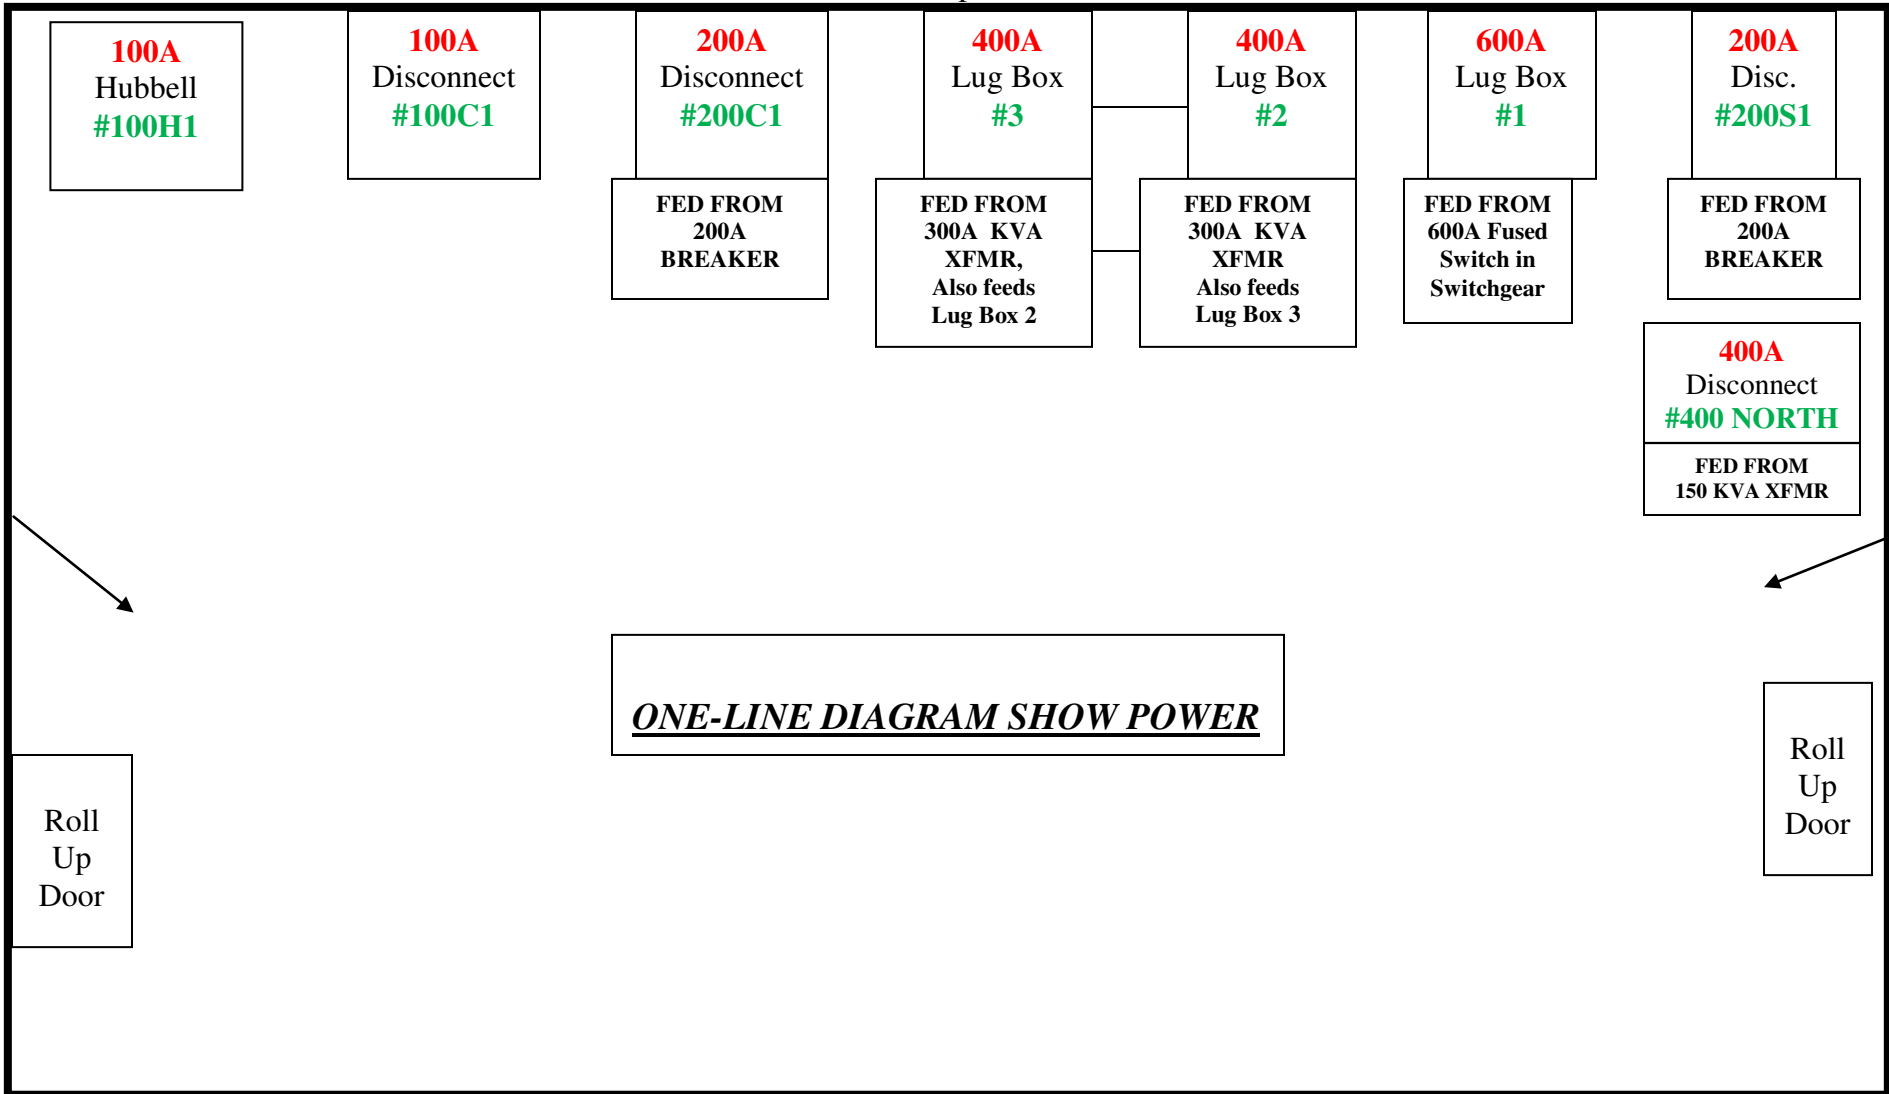 100A
Hubbell
#100H1
100A
Disconnect
#100C1
200A
Disconnect
#200C1
FED FROM
200A
BREAKER
400A
Lug Box
#3
FED FROM
300A KVA
XFMR,
Also feeds
Lug Box 2
400A
Lug Box
#2
FED FROM
300A KVA
XFMR
Also feeds
Lug Box 3
600A
Lug Box
#1
FED FROM
600A Fused
Switch in
Switchgear
200A
Disc.
#200S1
FED FROM
200A
BREAKER
400A
Disconnect
#400 NORTH
FED FROM
150 KVA XFMR
ONE-LINE DIAGRAM SHOW POWER
Roll
Up
Door
Roll
Up
Door